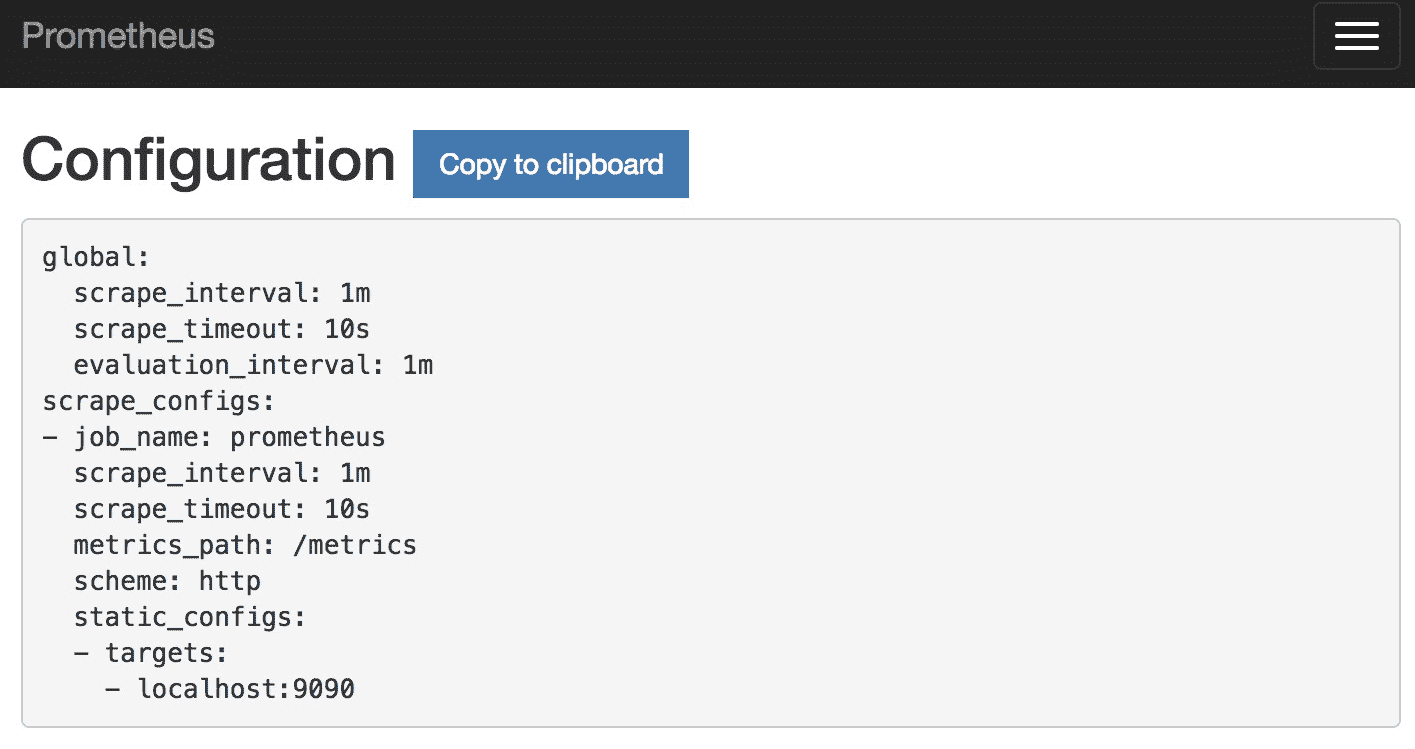 Prometheus
Configuration
Copy to clipboard
global:
  scrape_interval: 1m
  scrape_timeout: 10s
  evaluation_interval: 1m
scrape_configs:
- job_name: prometheus
  scrape_interval: 1m
  scrape_timeout: 10s
  metrics_path: /metrics
  scheme: http
  static_configs:
  - targets:
    - localhost:9090